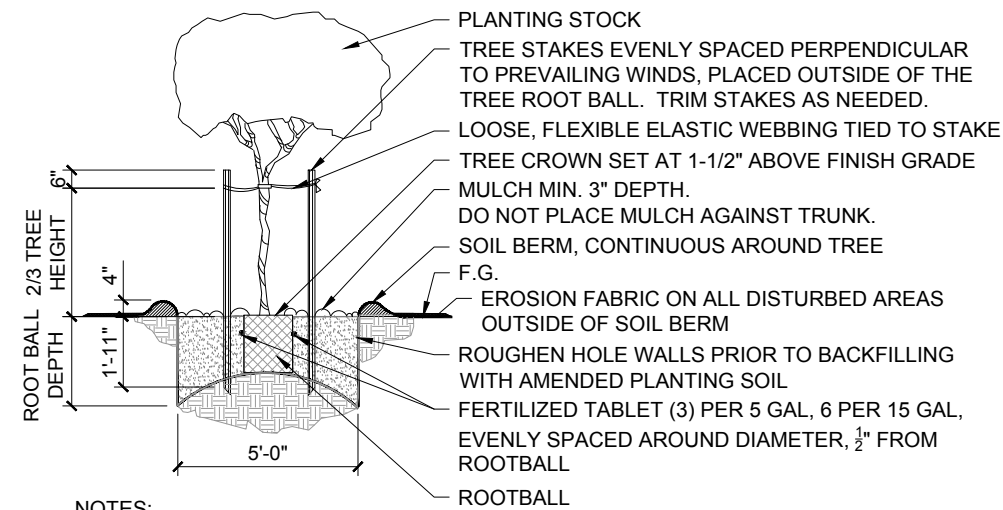 PLANTING STOCK
TREE STAKES EVENLY SPACED PERPENDICULAR
TO PREVAILING WINDS, PLACED OUTSIDE OF THE
TREE ROOT BALL. TRIM STAKES AS NEEDED.
LOOSE, FLEXIBLE ELASTIC WEBBING TIED TO STAKE
TREE CROWN SET AT 1-1/2" ABOVE FINISH GRADE
MULCH MIN. 3" DEPTH.
DO NOT PLACE MULCH AGAINST TRUNK.
SOIL BERM, CONTINUOUS AROUND TREE
F.G.
EROSION FABRIC ON ALL DISTURBED AREAS
OUTSIDE OF SOIL BERM
ROUGHEN HOLE WALLS PRIOR TO BACKFILLING
WITH AMENDED PLANTING SOIL
FERTILIZED TABLET (3) PER 5 GAL, 6 PER 15 GAL,
EVENLY SPACED AROUND DIAMETER, ½" FROM
ROOTBALL
ROOTBALL
6"
2/3 TREE
HEIGHT
4"
ROOT BALL
DEPTH
1'-11"
5'-0"
NOTES: